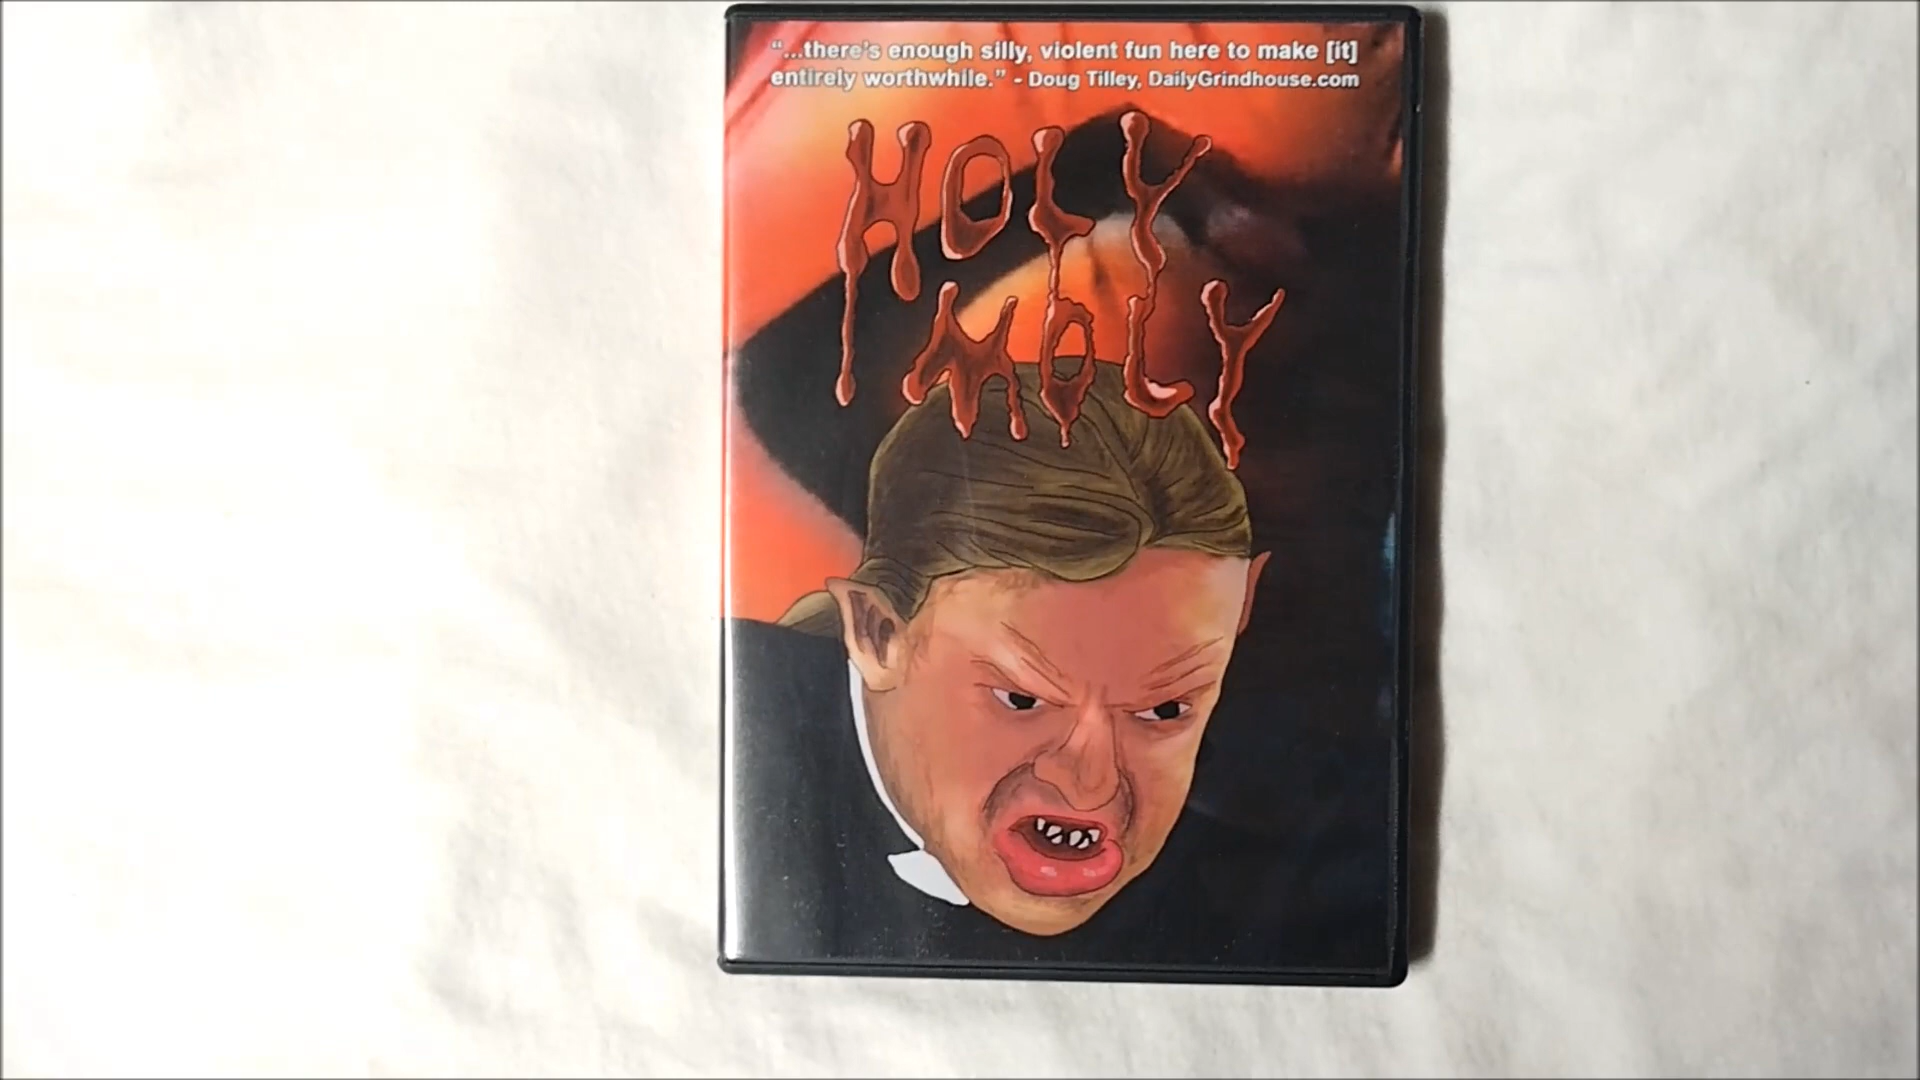 “...there’s enough silly, violent fun here to make [it]
entirely worthwhile.” - Doug Tilley, DailyGrindhouse.com
HOLY
MOLY